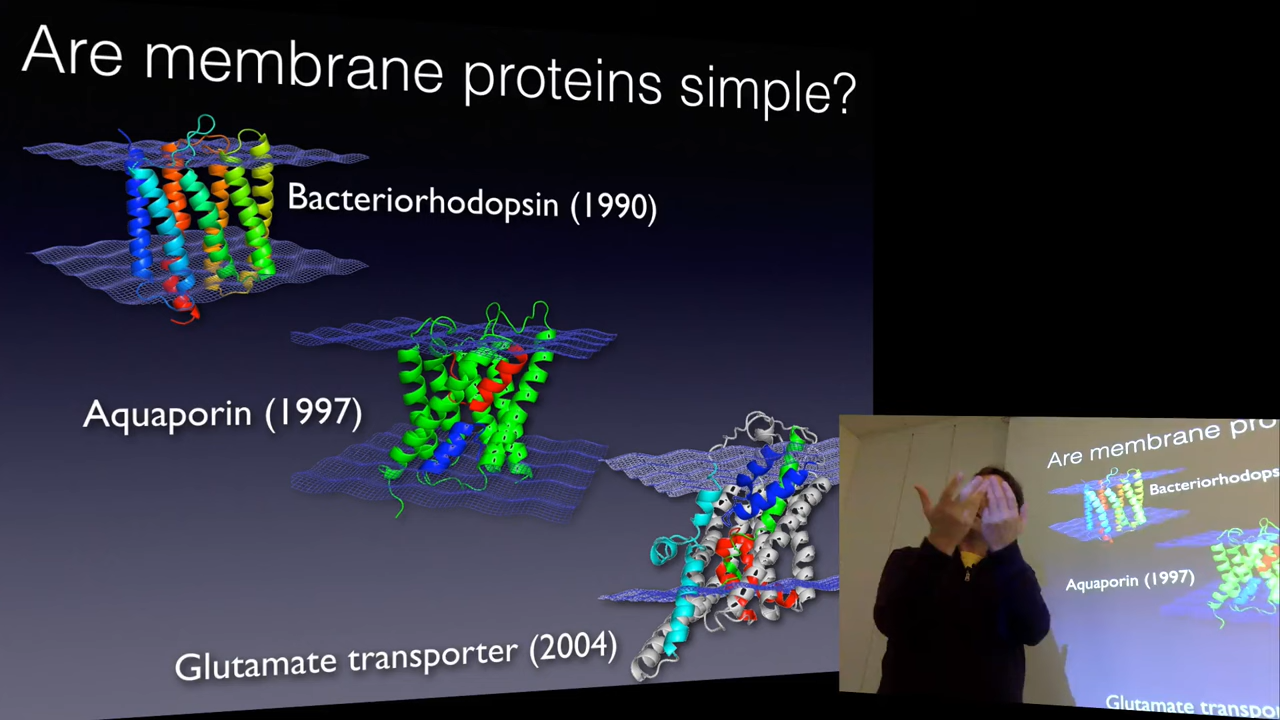 Are membrane proteins simple?
Bacteriorhodopsin (1990)
Aquaporin (1997)
Glutamate transporter (2004)
Are membrane pro
Bacteriorhodops
Aquaporin (1997)
Glutamate transpo